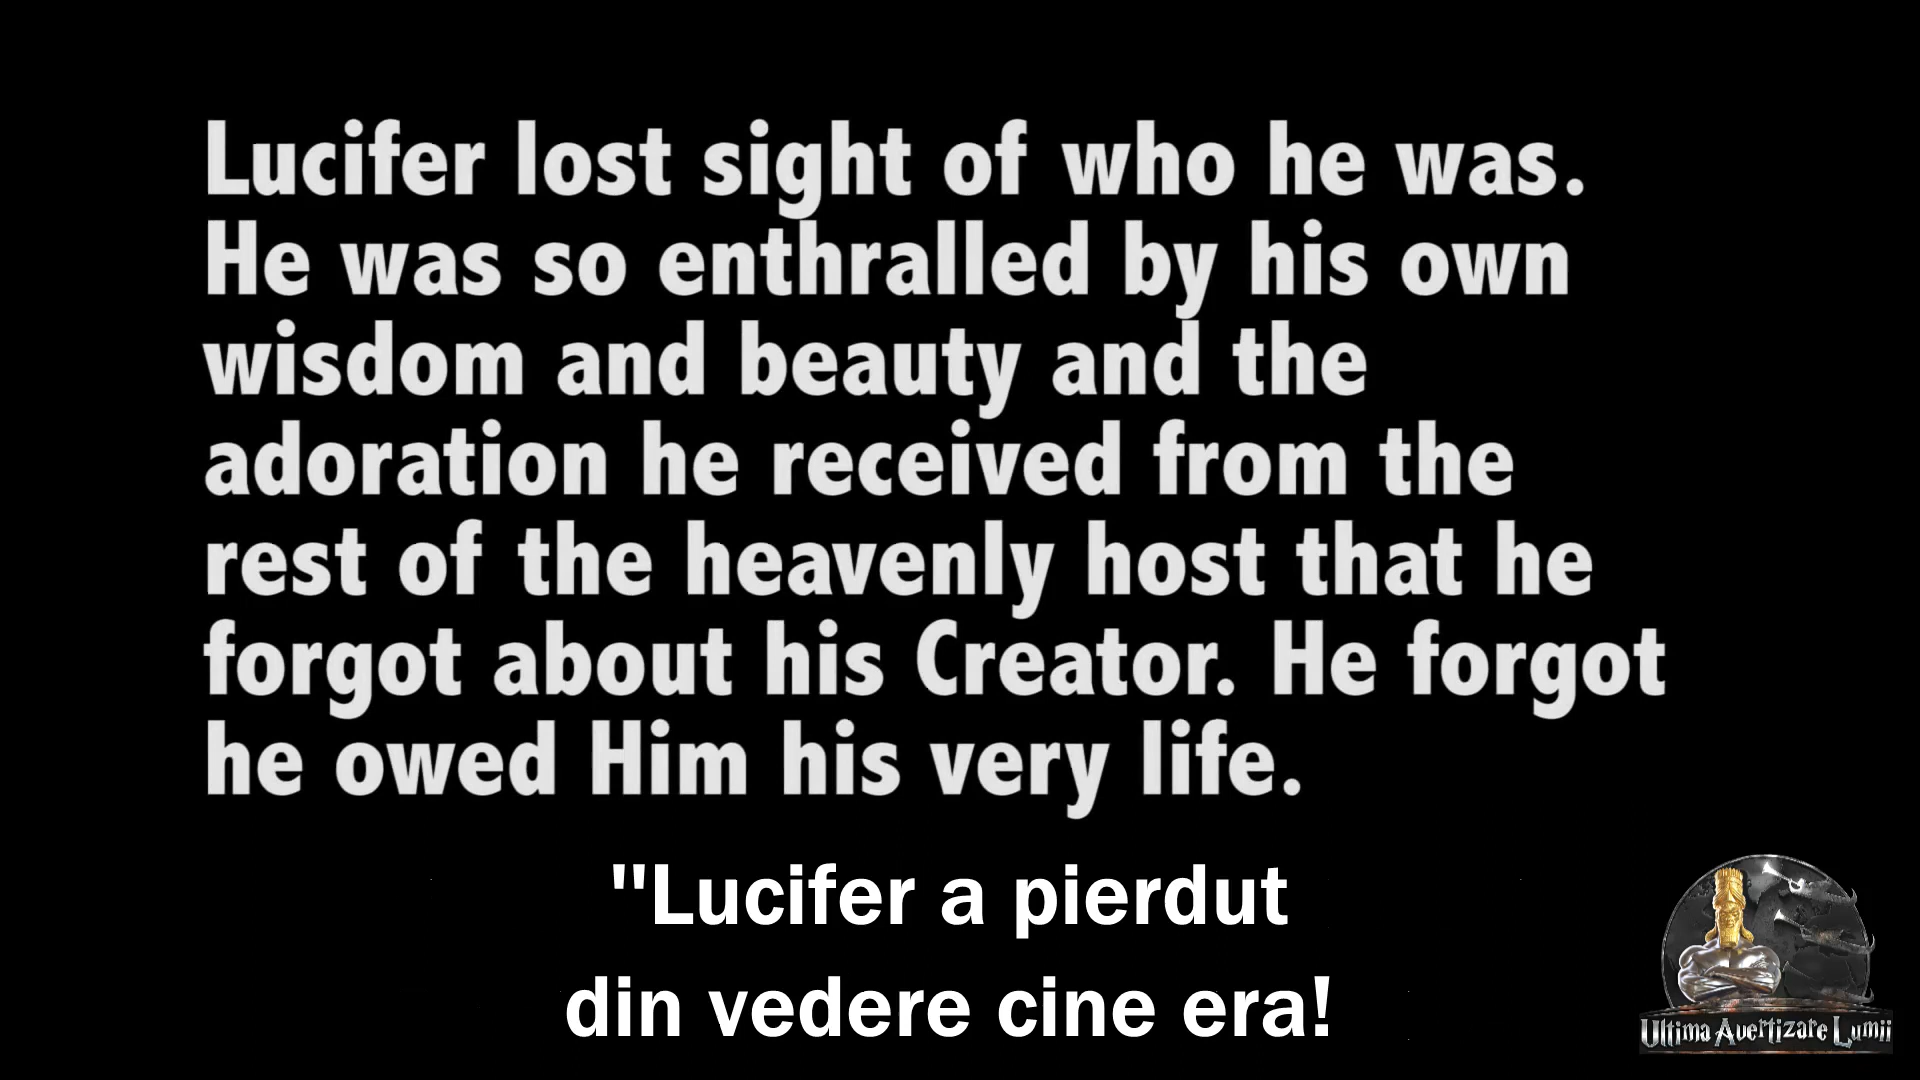 Lucifer lost sight of who he was.
He was so enthralled by his own
wisdom and beauty and the
adoration he received from the
rest of the heavenly host that he
forgot about his Creator. He forgot
he owed Him his very life.
"Lucifer a pierdut
din vedere cine era!
Ultima Avertizare Lumii